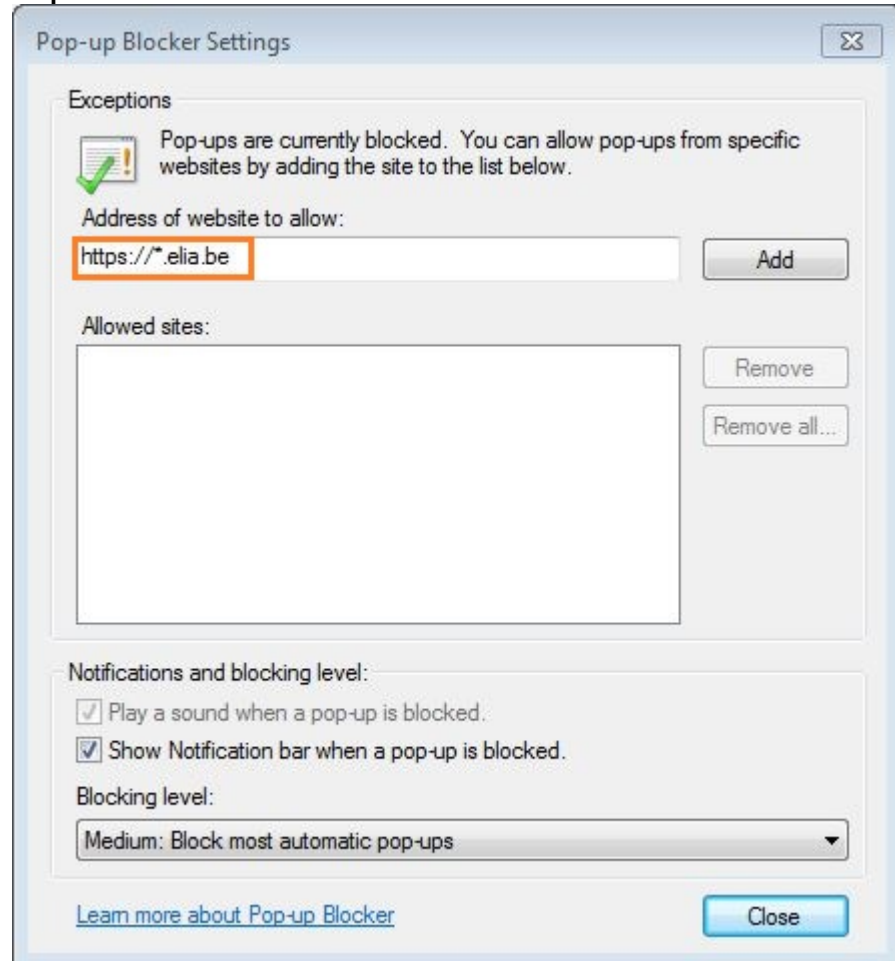 Pop-up Blocker Settings
Exceptions
Pop-ups are currently blocked.  You can allow pop-ups from specific
websites by adding the site to the list below.
Address of website to allow:
https://*.elia.be
Add
Allowed sites:
Remove
Remove all...
Notifications and blocking level:
Play a sound when a pop-up is blocked.
Show Notification bar when a pop-up is blocked.
Blocking level:
Medium: Block most automatic pop-ups
Learn more about Pop-up Blocker
Close